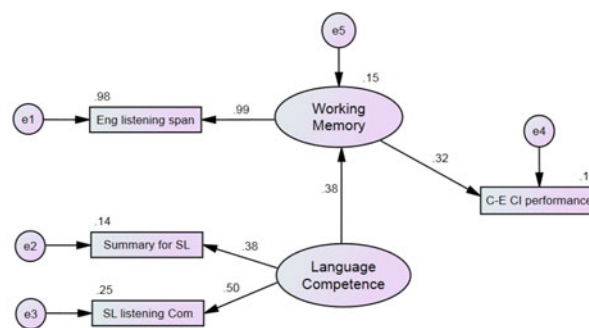 e5
.15
.98
Working
Memory
e1
Eng listening span
.99
e4
.32
.1
C-E CI performance
.38
.14
e2
Summary for SL
.38
Language
Competence
.25
.50
e3
SL listening Com